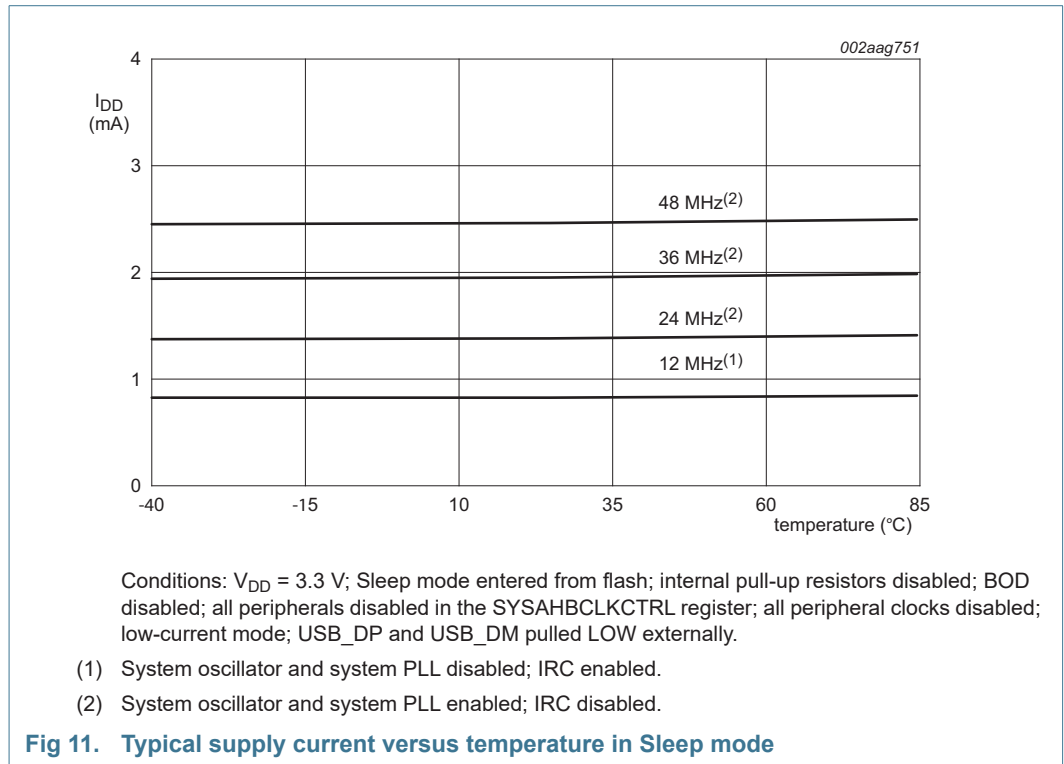 002aag751
4
I_DD
(mA)
3
48 MHz(2)
36 MHz(2)
2
24 MHz(2)
12 MHz(1)
1
0
-40 -15 10 35 60 85
temperature (°C)
Conditions: V_DD = 3.3 V; Sleep mode entered from flash; internal pull-up resistors disabled; BOD
disabled; all peripherals disabled in the SYSAHBCLKCTRL register; all peripheral clocks disabled;
low-current mode; USB_DP and USB_DM pulled LOW externally.
(1) System oscillator and system PLL disabled; IRC enabled.
(2) System oscillator and system PLL enabled; IRC disabled.
Fig 11. Typical supply current versus temperature in Sleep mode